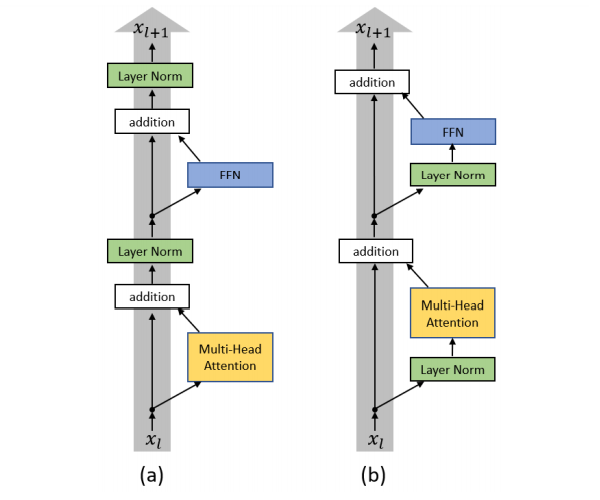 x_{l+1}
Layer Norm
addition
FFN
Layer Norm
addition
Multi-Head
Attention
x_l
(a)
x_{l+1}
addition
FFN
Layer Norm
addition
Multi-Head
Attention
Layer Norm
x_l
(b)